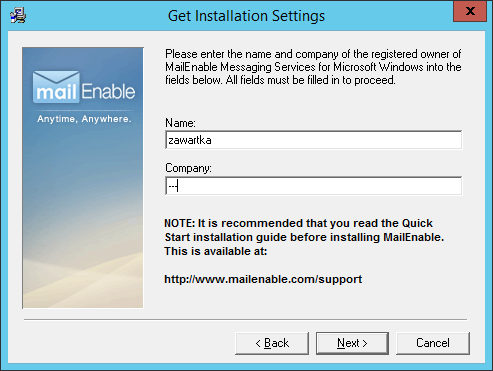 Get Installation Settings
x
mailEnable
Anytime, Anywhere.
Please enter the name and company of the registered owner of
MailEnable Messaging Services for Microsoft Windows into the
fields below. All fields must be filled in to proceed.
Name:
zawartka
Company:
---
NOTE: It is recommended that you read the Quick
Start installation guide before installing MailEnable.
This is available at:
http://www.mailenable.com/support
< Back
Next >
Cancel